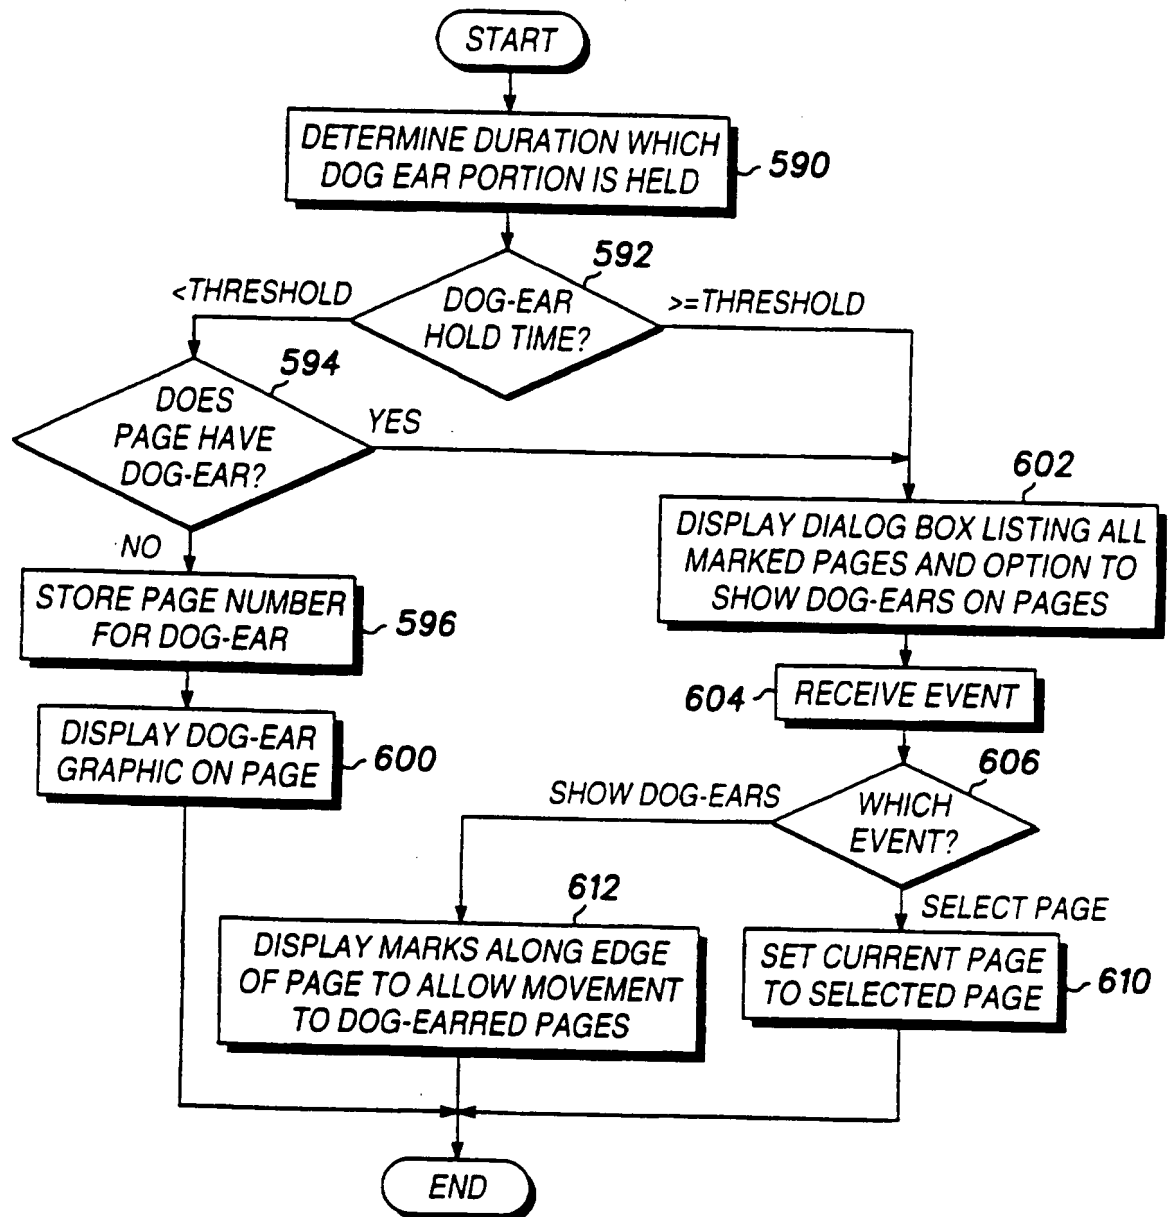 START
DETERMINE DURATION WHICH
DOG EAR PORTION IS HELD
590
592
<THRESHOLD
DOG-EAR
HOLD TIME?
>=THRESHOLD
594
DOES
PAGE HAVE
DOG-EAR?
YES
NO
602
DISPLAY DIALOG BOX LISTING ALL
MARKED PAGES AND OPTION TO
SHOW DOG-EARS ON PAGES
STORE PAGE NUMBER
FOR DOG-EAR
596
604
RECEIVE EVENT
DISPLAY DOG-EAR
GRAPHIC ON PAGE
600
606
SHOW DOG-EARS
WHICH
EVENT?
612
SELECT PAGE
DISPLAY MARKS ALONG EDGE
OF PAGE TO ALLOW MOVEMENT
TO DOG-EARRED PAGES
SET CURRENT PAGE
TO SELECTED PAGE
610
END